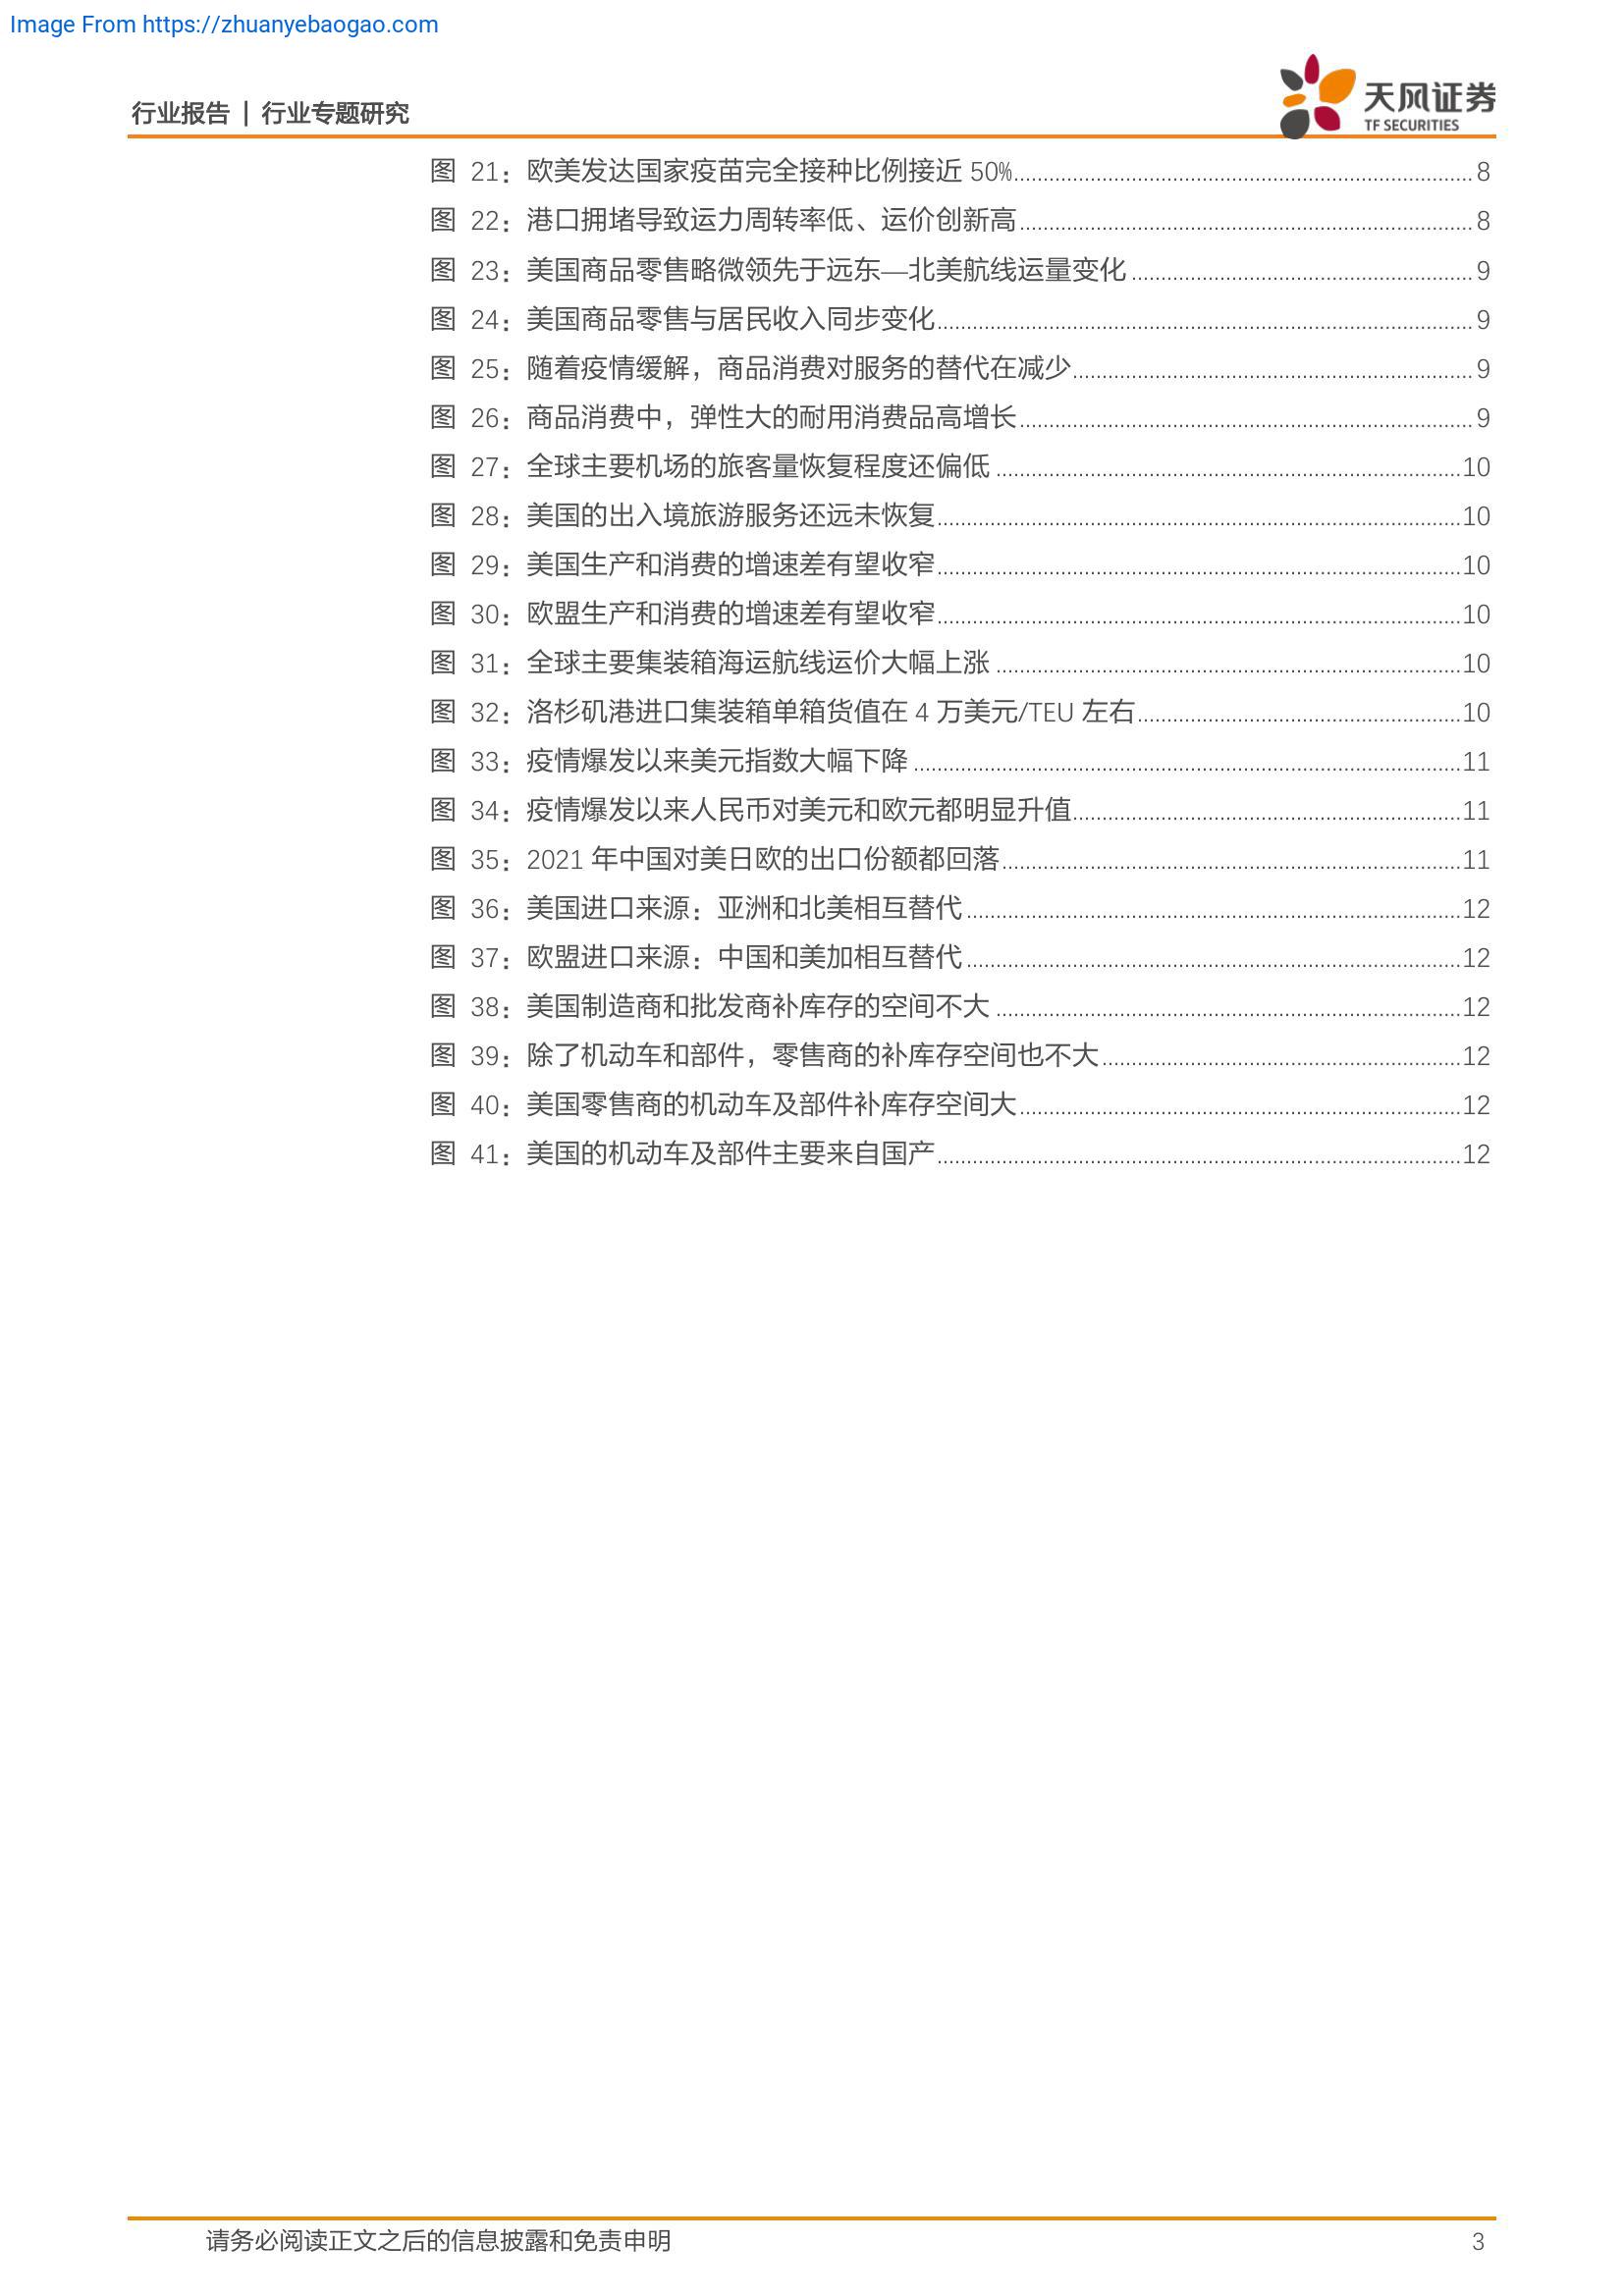 Image From https://zhuanyebaogao.com
行业报告 | 行业专题研究
天风证券
TF SECURITIES
图 21：欧美发达国家疫苗完全接种比例接近 50%........8
图 22：港口拥堵导致运力周转率低、运价创新高........8
图 23：美国商品零售略微领先于远东—北美航线运量变化........9
图 24：美国商品零售与居民收入同步变化........9
图 25：随着疫情缓解，商品消费对服务的替代在减少........9
图 26：商品消费中，弹性大的耐用消费品高增长........9
图 27：全球主要机场的旅客量恢复程度还偏低........10
图 28：美国的出入境旅游服务还远未恢复........10
图 29：美国生产和消费的增速差有望收窄........10
图 30：欧盟生产和消费的增速差有望收窄........10
图 31：全球主要集装箱海运航线运价大幅上涨........10
图 32：洛杉矶港进口集装箱单箱货值在 4 万美元/TEU 左右........10
图 33：疫情爆发以来美元指数大幅下降........11
图 34：疫情爆发以来人民币对美元和欧元都明显升值........11
图 35：2021 年中国对美日欧的出口份额都回落........11
图 36：美国进口来源：亚洲和北美相互替代........12
图 37：欧盟进口来源：中国和美加相互替代........12
图 38：美国制造商和批发商补库存的空间不大........12
图 39：除了机动车和部件，零售商的补库存空间也不大........12
图 40：美国零售商的机动车及部件补库存空间大........12
图 41：美国的机动车及部件主要来自国产........12
请务必阅读正文之后的信息披露和免责申明 3